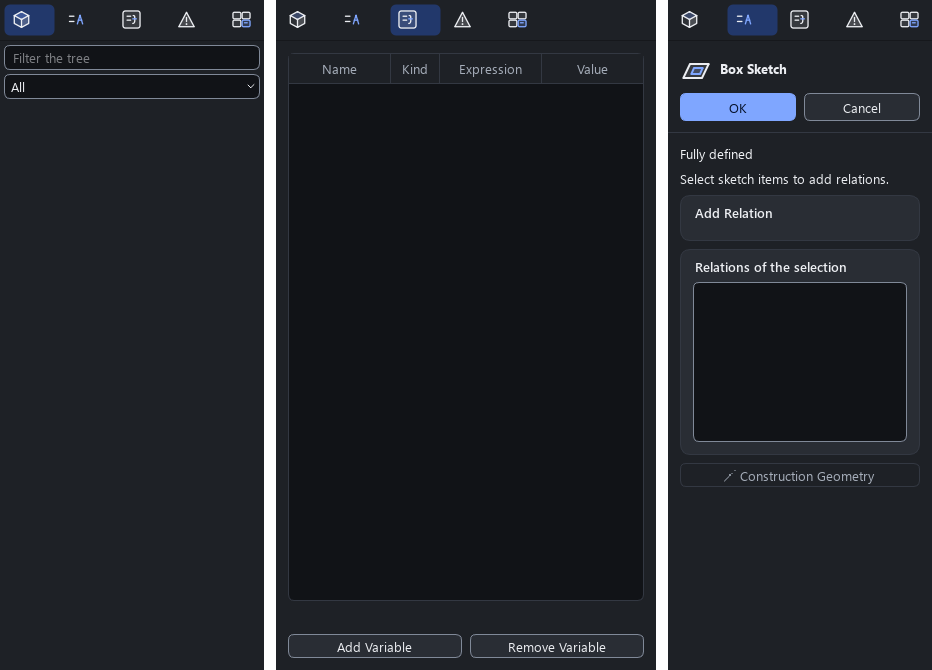 Filter the tree
All
Name Kind Expression Value
Add Variable Remove Variable
Box Sketch
OK Cancel
Fully defined
Select sketch items to add relations.
Add Relation
Relations of the selection
Construction Geometry